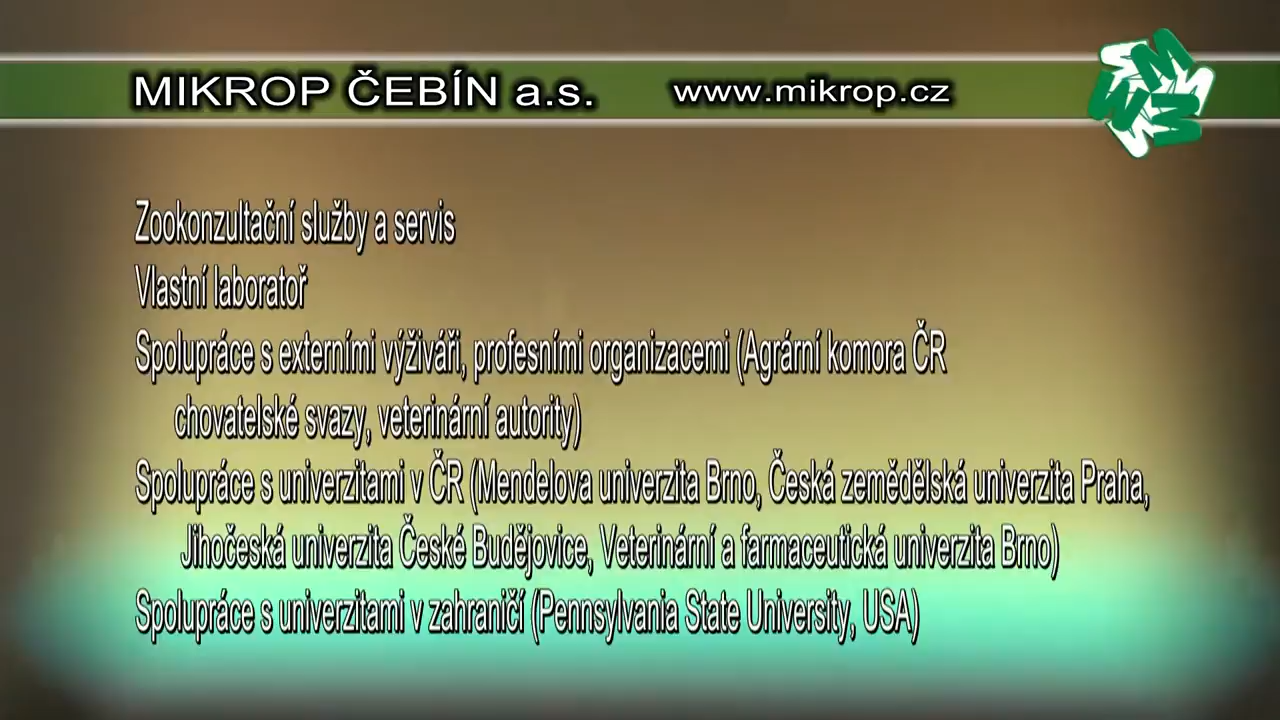 MIKROP ČEBÍN a.s. www.mikrop.cz
Zookonzultační služby a servis
Vlastní laboratoř
Spolupráce s externími výživáři, profesními organizacemi (Agrární komora ČR
chovatelské svazy, veterinární autority)
Spolupráce s univerzitami v ČR (Mendelova univerzita Brno, Česká zemědělská univerzita Praha,
Jihočeská univerzita České Budějovice, Veterinární a farmaceutická univerzita Brno)
Spolupráce s univerzitami v zahraničí (Pennsylvania State University, USA)